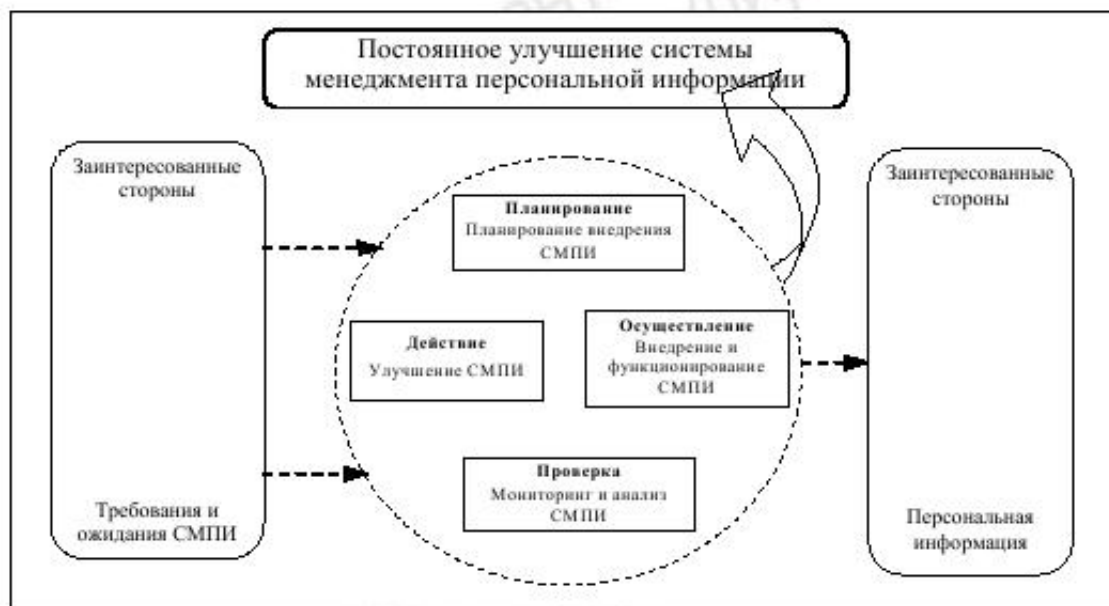 Постоянное улучшение системы
менеджмента персональной информации
Заинтересованные
стороны
Требования и
ожидания СМПИ
Планирование
Планирование внедрения
СМПИ
Действие
Улучшение СМПИ
Осуществление
Внедрение и
функционирование
СМПИ
Проверка
Мониторинг и анализ
СМПИ
Заинтересованные
стороны
Персональная
информация